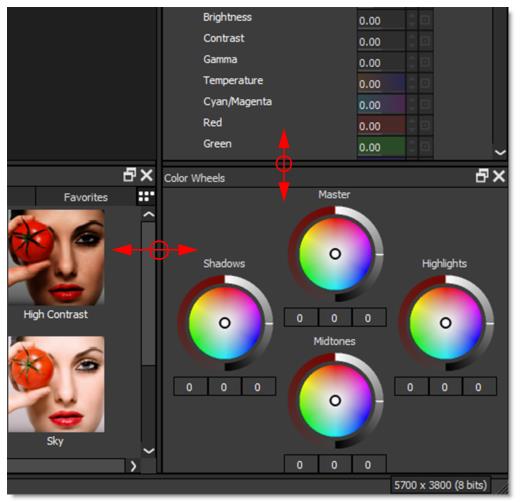 Brightness 0.00
Contrast 0.00
Gamma 0.00
Temperature 0.00
Cyan/Magenta 0.00
Red 0.00
Green 0.00
Favorites
High Contrast
Sky
Color Wheels
Master
0 0 0
Shadows
0 0 0
Highlights
0 0 0
Midtones
0 0 0
5700 x 3800 (8 bits)